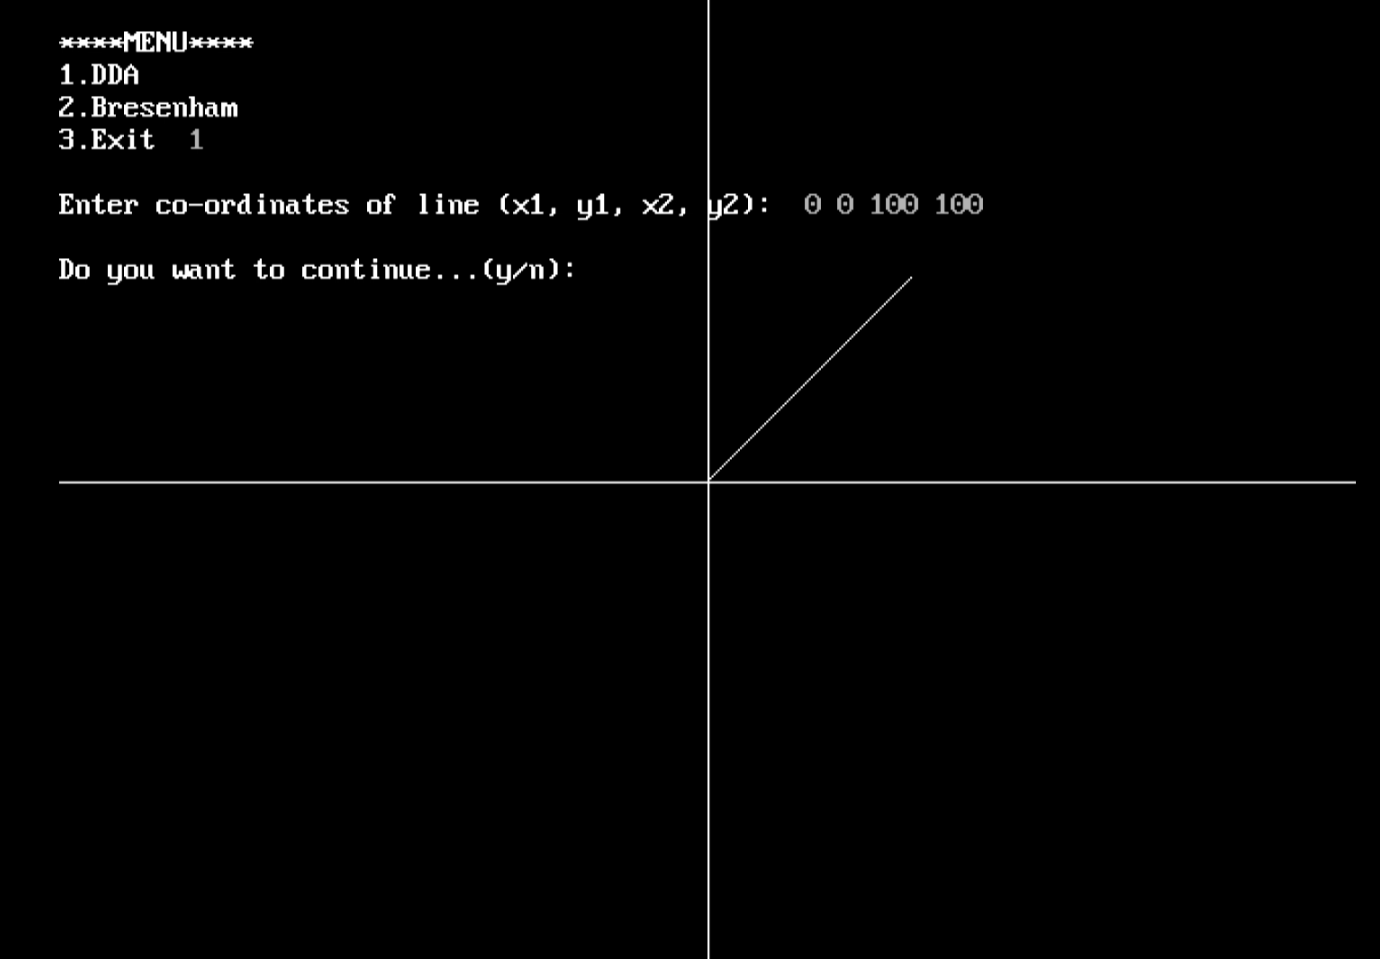 ****MENU****
1.DDA
2.Bresenham
3.Exit  1
Enter co-ordinates of line (x1, y1, x2, y2):  0 0 100 100
Do you want to continue...(y/n):